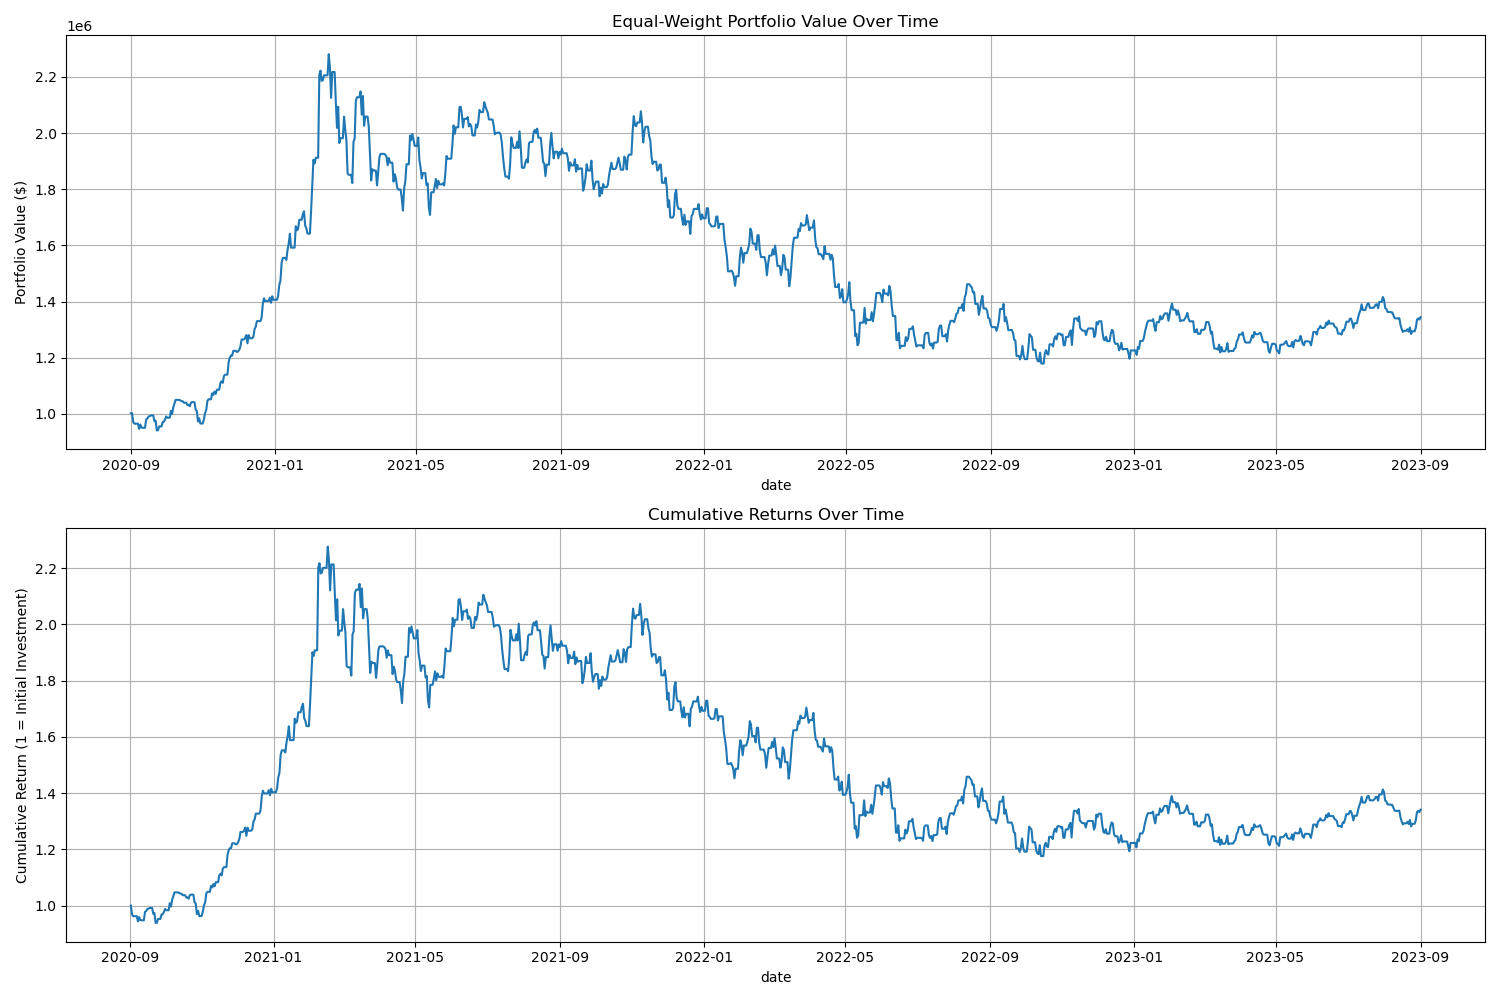 Equal-Weight Portfolio Value Over Time
1e6
Portfolio Value ($)
2.2
2.0
1.8
1.6
1.4
1.2
1.0
2020-09 2021-01 2021-05 2021-09 2022-01 2022-05 2022-09 2023-01 2023-05 2023-09
date
Cumulative Returns Over Time
Cumulative Return (1 = Initial Investment)
2.2
2.0
1.8
1.6
1.4
1.2
1.0
2020-09 2021-01 2021-05 2021-09 2022-01 2022-05 2022-09 2023-01 2023-05 2023-09
date